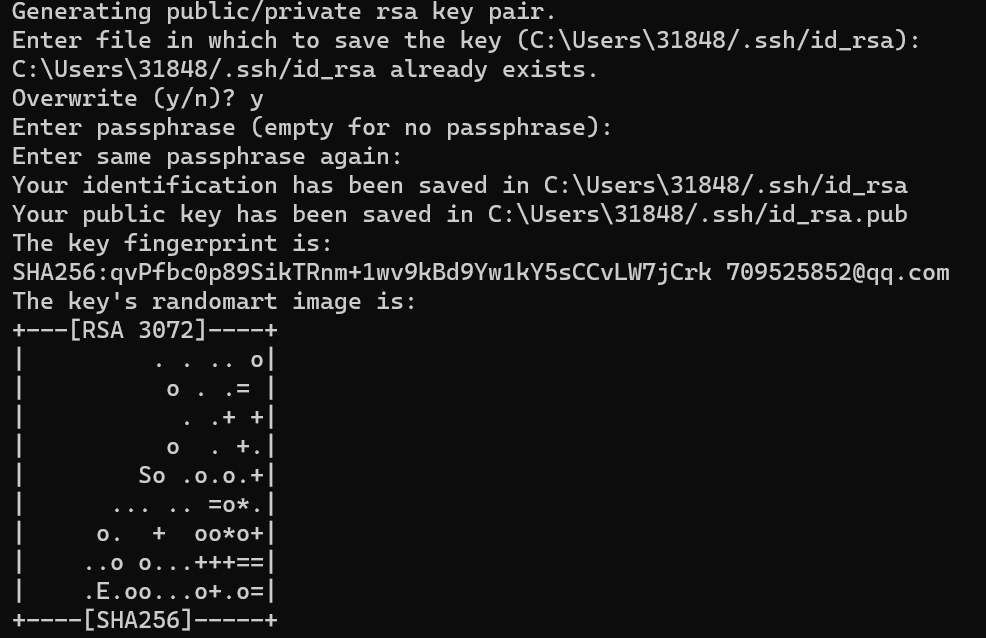 Generating public/private rsa key pair.
Enter file in which to save the key (C:\Users\31848/.ssh/id_rsa):
C:\Users\31848/.ssh/id_rsa already exists.
Overwrite (y/n)? y
Enter passphrase (empty for no passphrase):
Enter same passphrase again:
Your identification has been saved in C:\Users\31848/.ssh/id_rsa
Your public key has been saved in C:\Users\31848/.ssh/id_rsa.pub
The key fingerprint is:
SHA256:qvPfbc0p89SikTRnm+1wv9kBd9Yw1kY5sCCvLW7jCrk 709525852@qq.com
The key's randomart image is:
+---[RSA 3072]----+
|          . . .. o|
|           o . .= |
|            . .+ +|
|           o  . +.|
|         So .o.o.+|
|       ... .. =o*.|
|      o.  +  oo*o+|
|     ..o o...+++==|
|     .E.oo...o+.o=|
+----[SHA256]-----+